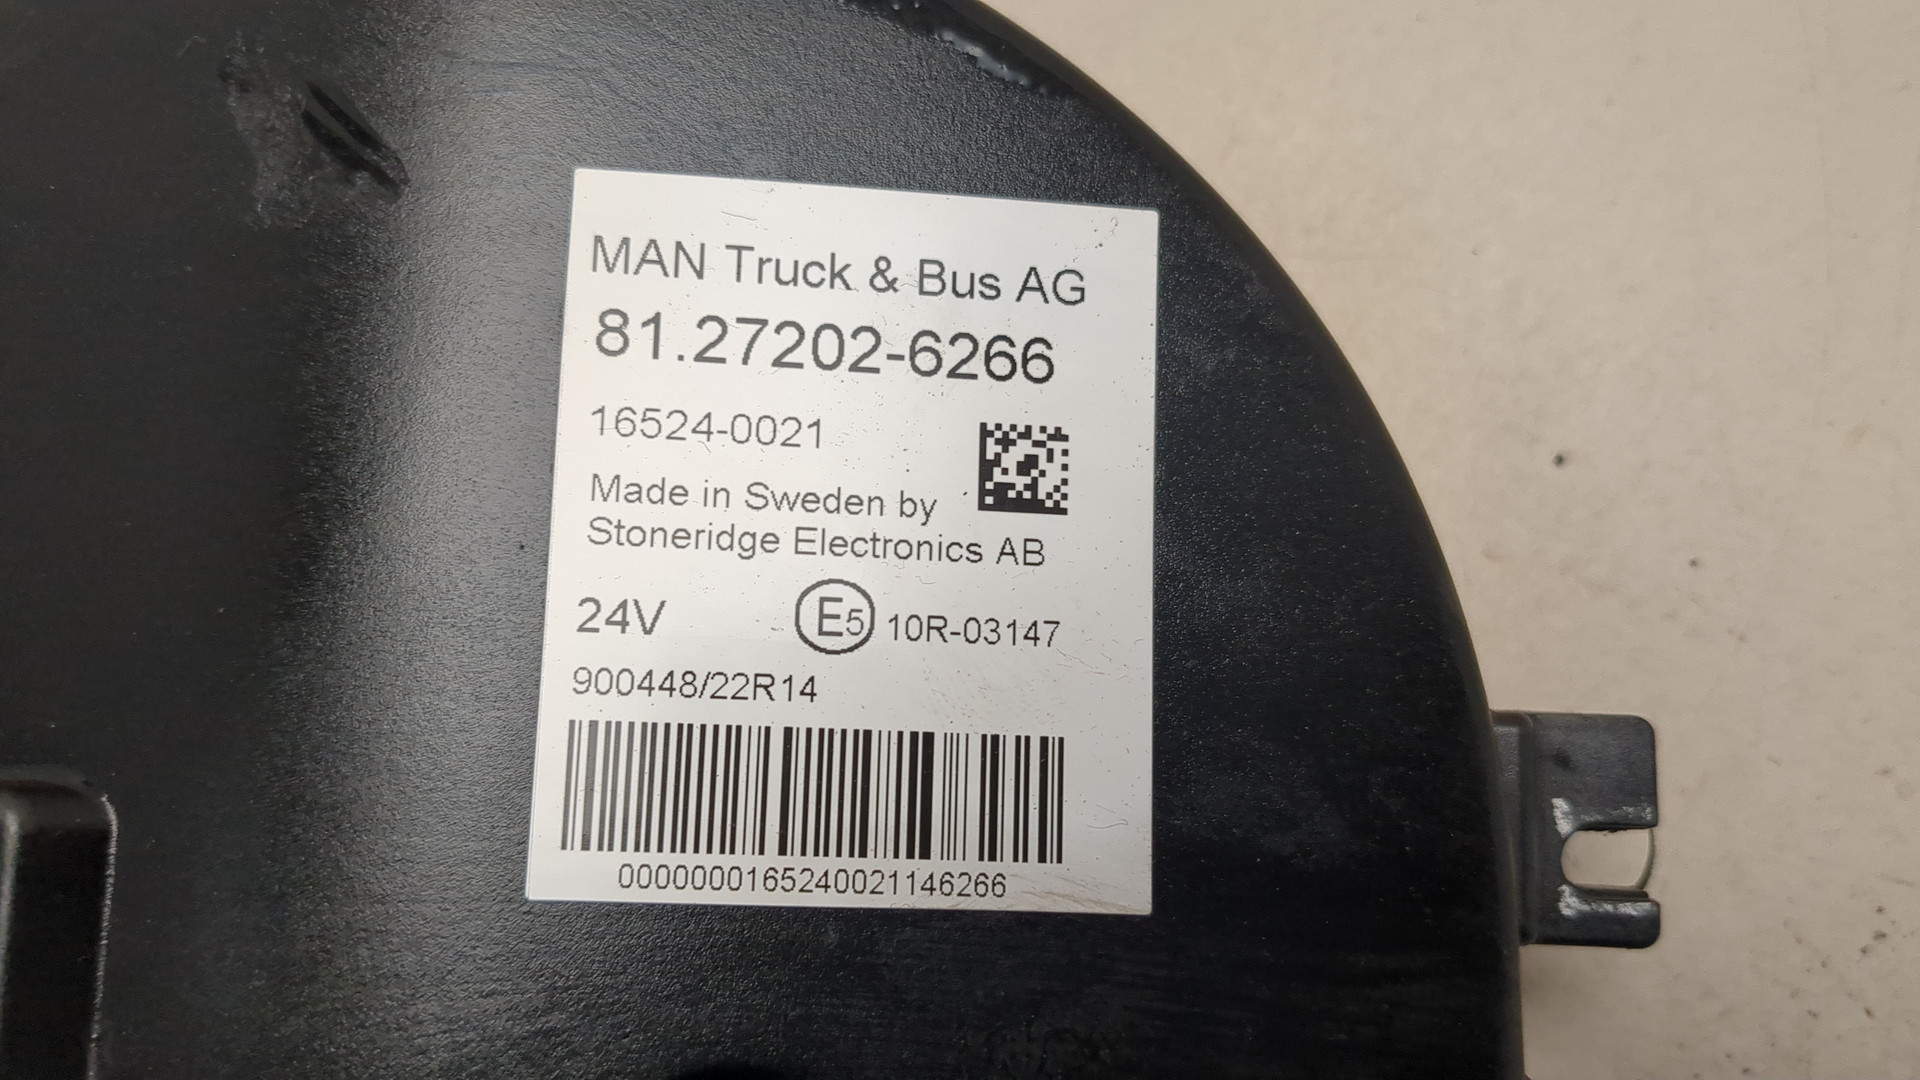 MAN Truck & Bus AG
81.27202-6266
16524-0021
Made in Sweden by
Stoneridge Electronics AB
24V E5 10R-03147
900448/22R14
0000000165240021146266